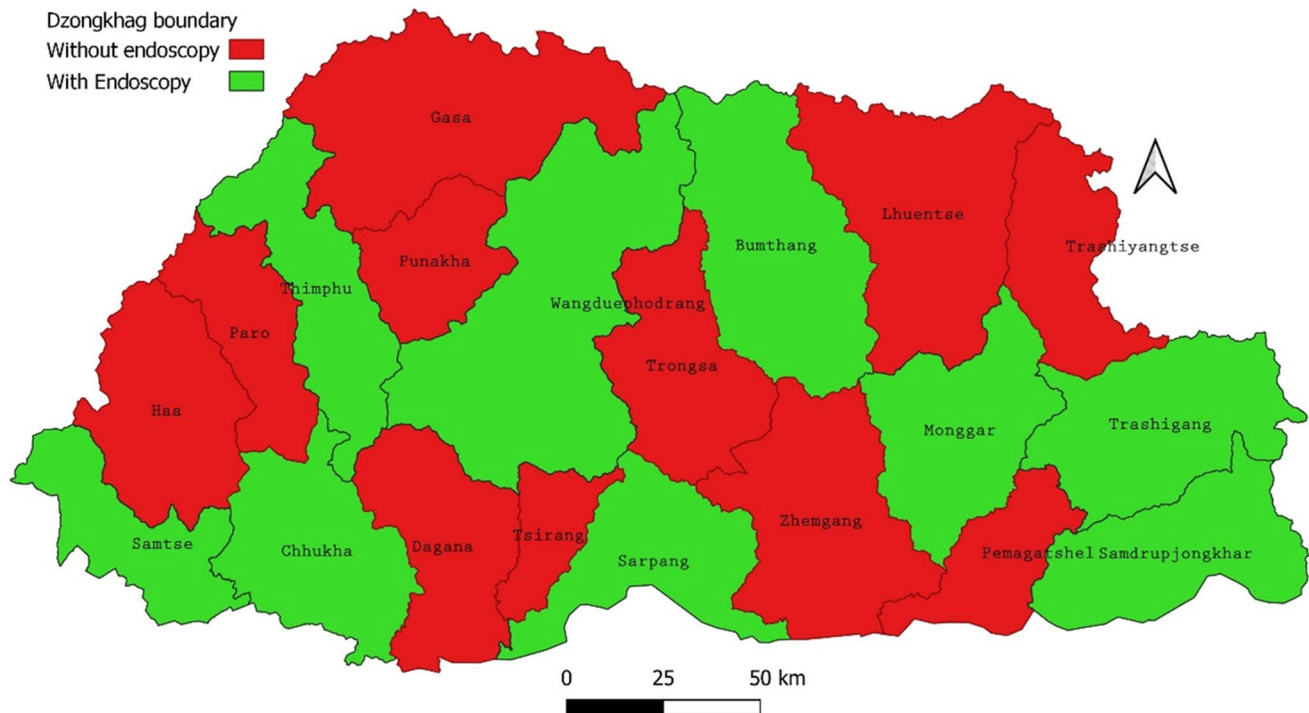 Dzongkhag boundary
Without endoscopy
With Endoscopy
Gasa
Lhuentse
Bumthang
Trashiyangtse
Punakha
Thimphu
Wangduephodrang
Paro
Trongsa
Haa
Trashigang
Monggar
Zhemgang
Tsirang
Samtse
Dagana
Chhukha
Pemagatshel
Samdrupjongkhar
Sarpang
0 25 50 km